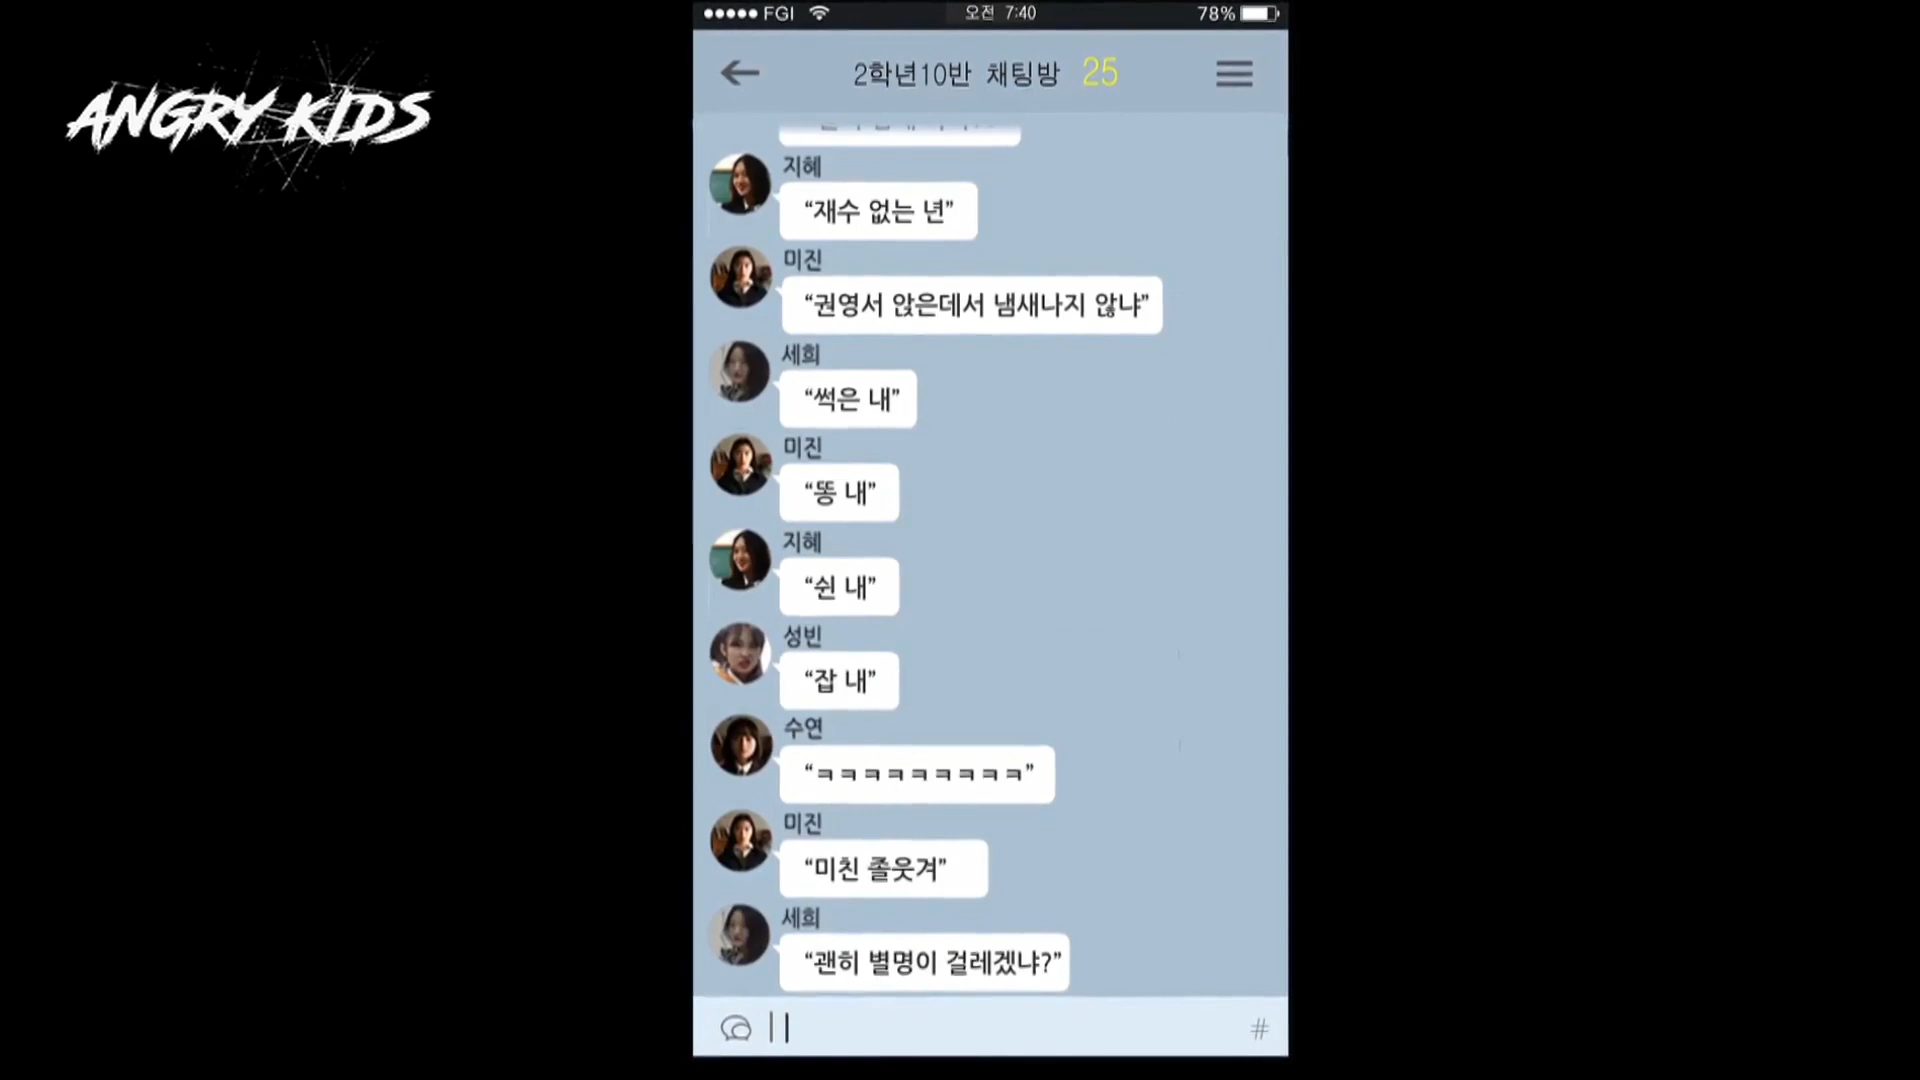 FGI
오전 7:40
78%
ANGRY KIDS
2학년10반 채팅방 25
지혜
“재수 없는 년”
미진
“권영서 앉은데서 냄새나지 않냐”
세희
“썩은 내”
미진
“똥 내”
지혜
“쉰 내”
성빈
“잡 내”
수연
“ㅋㅋㅋㅋㅋㅋㅋㅋㅋ”
미진
“미친 졸웃겨”
세희
“괜히 별명이 걸레겠냐?”
#